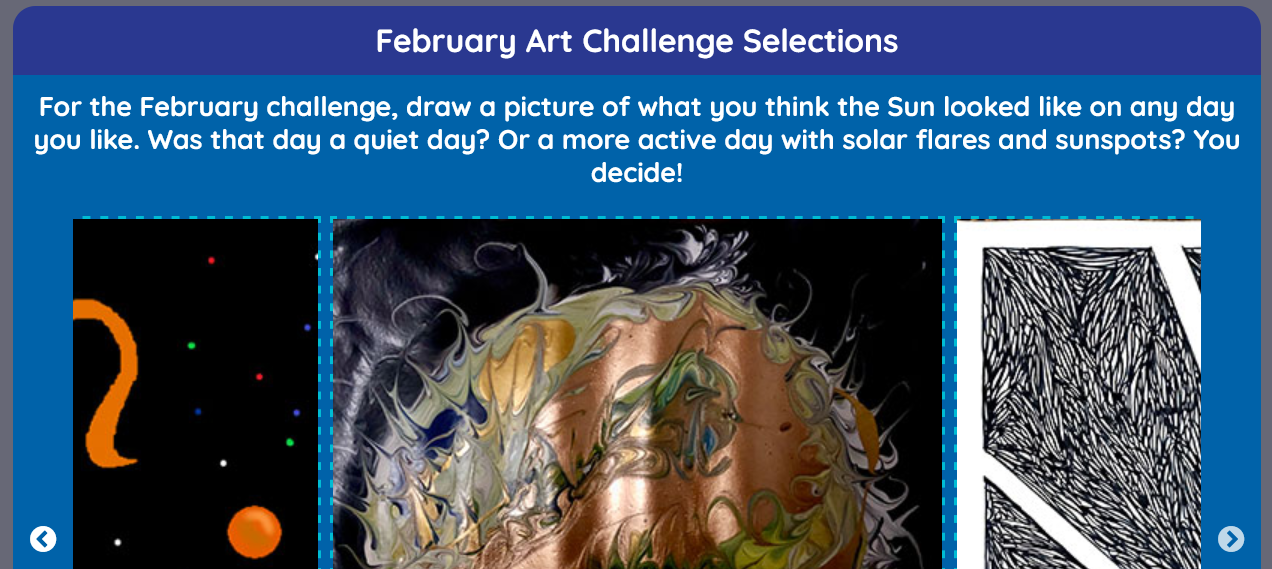 February Art Challenge Selections
For the February challenge, draw a picture of what you think the Sun looked like on any day
you like. Was that day a quiet day? Or a more active day with solar flares and sunspots? You
decide!